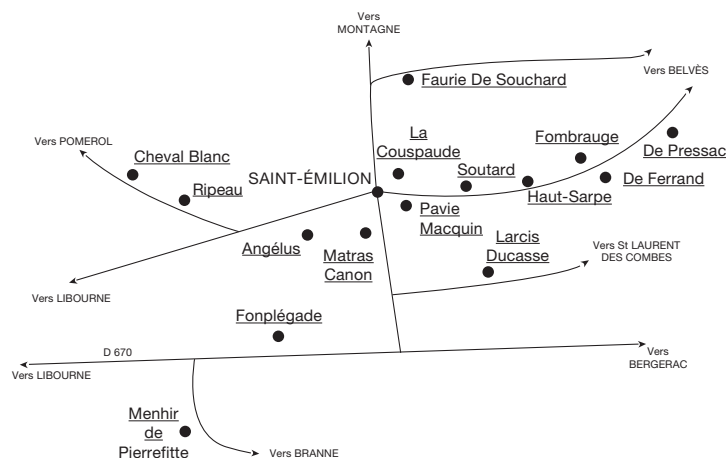 Vers
MONTAGNE
Faurie De Souchard
Vers BELVÈS
Vers POMEROL
Cheval Blanc
Ripeau
La
Couspaude
SAINT-ÉMILION
Soutard
Fombrauge
De Pressac
De Ferrand
Haut-Sarpe
Pavie
Macquin
Angélus
Matras
Canon
Larcis
Ducasse
Vers St LAURENT
DES COMBES
Vers LIBOURNE
Fonplégade
D 670
Vers LIBOURNE
Vers
BERGERAC
Menhir
de
Pierrefitte
Vers BRANNE